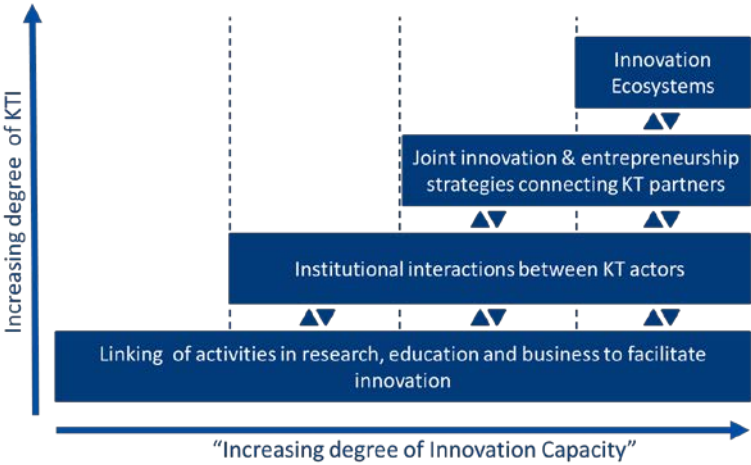 Increasing degree of KTI
Innovation
Ecosystems
Joint innovation & entrepreneurship
strategies connecting KT partners
Institutional interactions between KT actors
Linking of activities in research, education and business to facilitate
innovation
“Increasing degree of Innovation Capacity”